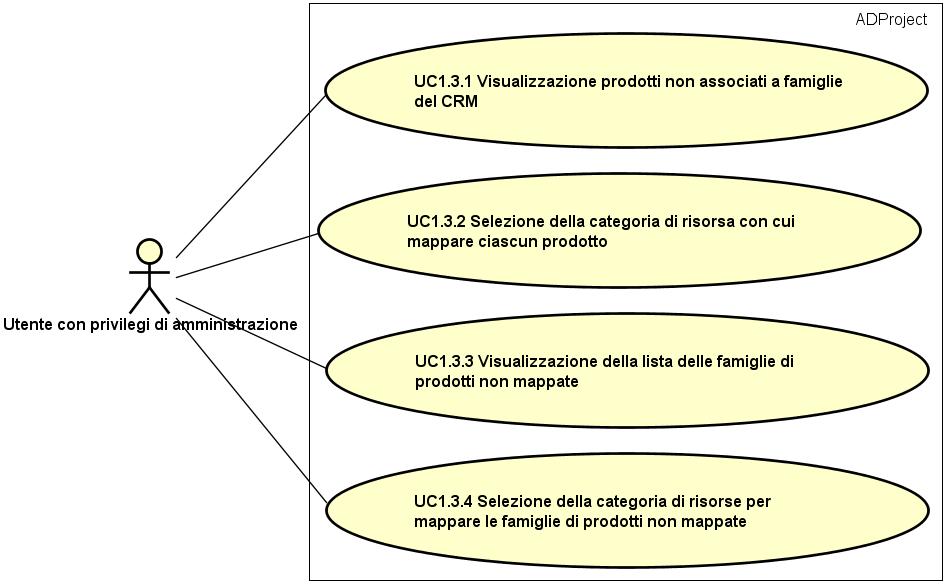 ADProject
UC1.3.1 Visualizzazione prodotti non associati a famiglie
del CRM
UC1.3.2 Selezione della categoria di risorsa con cui
mappare ciascun prodotto
Utente con privilegi di amministrazione
UC1.3.3 Visualizzazione della lista delle famiglie di
prodotti non mappate
UC1.3.4 Selezione della categoria di risorse per
mappare le famiglie di prodotti non mappate